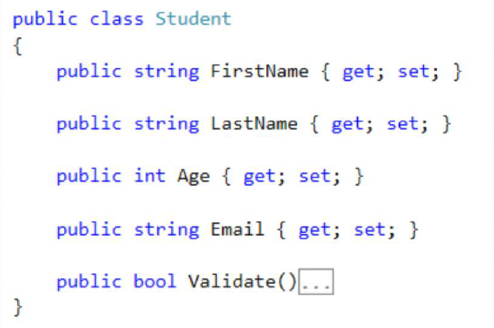 public class Student
{
public string FirstName { get; set; }
public string LastName { get; set; }
public int Age { get; set; }
public string Email { get; set; }
public bool Validate()...
}